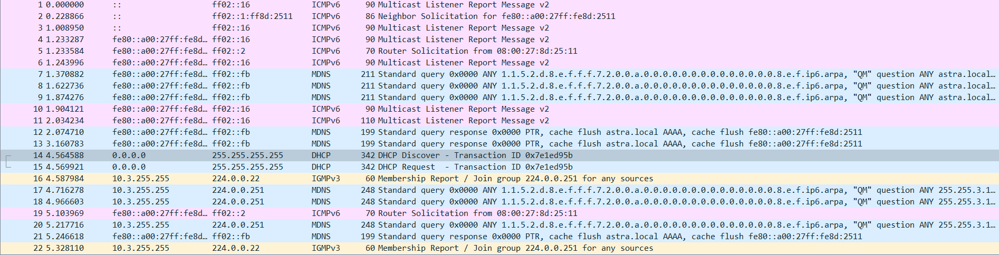 1 0.000000 :: ff02::16 ICMPv6 90 Multicast Listener Report Message v2
2 0.228866 :: ff02::1:ff8d:2511 ICMPv6 86 Neighbor Solicitation for fe80::a00:27ff:fe8d:2511
3 1.008950 :: ff02::16 ICMPv6 90 Multicast Listener Report Message v2
4 1.233287 fe80::a00:27ff:fe8d… ff02::16 ICMPv6 90 Multicast Listener Report Message v2
5 1.233584 fe80::a00:27ff:fe8d… ff02::2 ICMPv6 70 Router Solicitation from 08:00:27:8d:25:11
6 1.243996 fe80::a00:27ff:fe8d… ff02::16 ICMPv6 90 Multicast Listener Report Message v2
7 1.370882 fe80::a00:27ff:fe8d… ff02::fb MDNS 211 Standard query 0x0000 ANY 1.1.5.2.d.8.e.f.f.f.7.2.0.0.a.0.0.0.0.0.0.0.0.0.0.0.0.0.0.8.e.f.ip6.arpa, "QM" question ANY astra.local…
8 1.622736 fe80::a00:27ff:fe8d… ff02::fb MDNS 211 Standard query 0x0000 ANY 1.1.5.2.d.8.e.f.f.f.7.2.0.0.a.0.0.0.0.0.0.0.0.0.0.0.0.0.0.8.e.f.ip6.arpa, "QM" question ANY astra.local…
9 1.874276 fe80::a00:27ff:fe8d… ff02::fb MDNS 211 Standard query 0x0000 ANY 1.1.5.2.d.8.e.f.f.f.7.2.0.0.a.0.0.0.0.0.0.0.0.0.0.0.0.0.0.8.e.f.ip6.arpa, "QM" question ANY astra.local…
10 1.904121 fe80::a00:27ff:fe8d… ff02::16 ICMPv6 90 Multicast Listener Report Message v2
11 2.034234 fe80::a00:27ff:fe8d… ff02::16 ICMPv6 110 Multicast Listener Report Message v2
12 2.074710 fe80::a00:27ff:fe8d… ff02::fb MDNS 199 Standard query response 0x0000 PTR, cache flush astra.local AAAA, cache flush fe80::a00:27ff:fe8d:2511
13 3.160783 fe80::a00:27ff:fe8d… ff02::fb MDNS 199 Standard query response 0x0000 PTR, cache flush astra.local AAAA, cache flush fe80::a00:27ff:fe8d:2511
14 4.564588 0.0.0.0 255.255.255.255 DHCP 342 DHCP Discover - Transaction ID 0x7e1ed95b
15 4.569921 0.0.0.0 255.255.255.255 DHCP 342 DHCP Request  - Transaction ID 0x7e1ed95b
16 4.587984 10.3.255.255 224.0.0.22 IGMPv3 60 Membership Report / Join group 224.0.0.251 for any sources
17 4.716278 10.3.255.255 224.0.0.251 MDNS 248 Standard query 0x0000 ANY 1.1.5.2.d.8.e.f.f.f.7.2.0.0.a.0.0.0.0.0.0.0.0.0.0.0.0.0.0.8.e.f.ip6.arpa, "QM" question ANY 255.255.3.1…
18 4.966603 10.3.255.255 224.0.0.251 MDNS 248 Standard query 0x0000 ANY 1.1.5.2.d.8.e.f.f.f.7.2.0.0.a.0.0.0.0.0.0.0.0.0.0.0.0.0.0.8.e.f.ip6.arpa, "QM" question ANY 255.255.3.1…
19 5.103969 fe80::a00:27ff:fe8d… ff02::2 ICMPv6 70 Router Solicitation from 08:00:27:8d:25:11
20 5.217716 10.3.255.255 224.0.0.251 MDNS 248 Standard query 0x0000 ANY 1.1.5.2.d.8.e.f.f.f.7.2.0.0.a.0.0.0.0.0.0.0.0.0.0.0.0.0.0.8.e.f.ip6.arpa, "QM" question ANY 255.255.3.1…
21 5.246618 fe80::a00:27ff:fe8d… ff02::fb MDNS 199 Standard query response 0x0000 PTR, cache flush astra.local AAAA, cache flush fe80::a00:27ff:fe8d:2511
22 5.328110 10.3.255.255 224.0.0.22 IGMPv3 60 Membership Report / Join group 224.0.0.251 for any sources